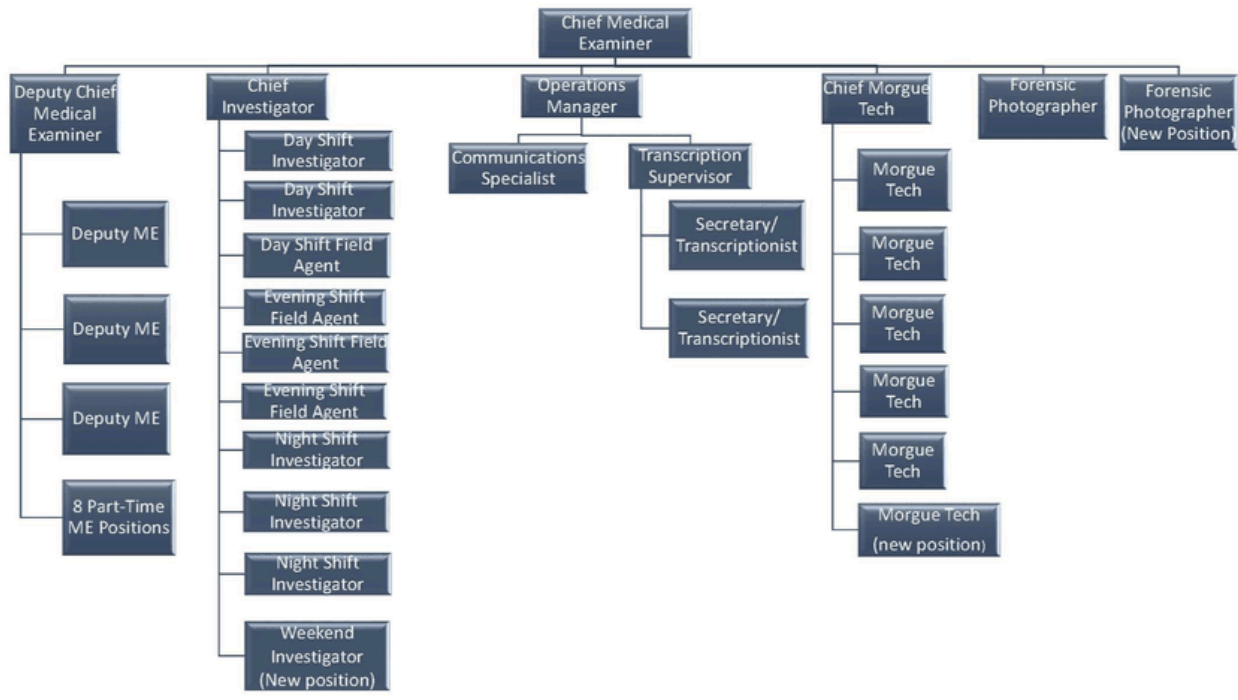 Chief Medical
Examiner
Deputy Chief
Medical
Examiner
Deputy ME
Deputy ME
Deputy ME
8 Part-Time
ME Positions
Chief
Investigator
Day Shift
Investigator
Day Shift
Investigator
Day Shift Field
Agent
Evening Shift
Field Agent
Evening Shift Field
Agent
Evening Shift
Field Agent
Night Shift
Investigator
Night Shift
Investigator
Night Shift
Investigator
Weekend
Investigator
(New position)
Operations
Manager
Communications
Specialist
Transcription
Supervisor
Secretary/
Transcriptionist
Secretary/
Transcriptionist
Chief Morgue
Tech
Morgue
Tech
Morgue
Tech
Morgue
Tech
Morgue
Tech
Morgue
Tech
Morgue Tech
(new position)
Forensic
Photographer
Forensic
Photographer
(New Position)